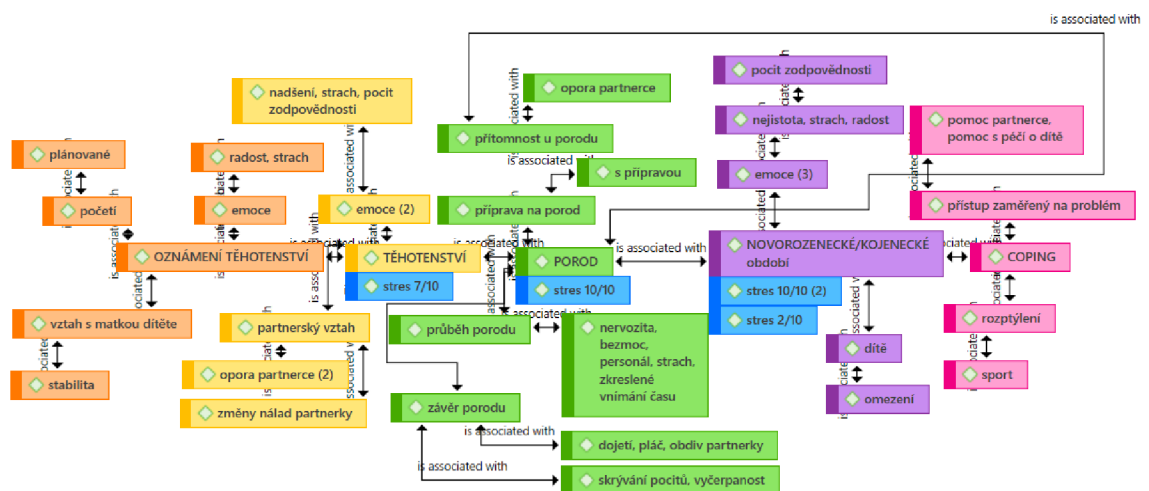 is associated with
pocit zodpovědnosti
nadšení, strach, pocit
zodpovědnosti
opora partnerce
nejistota, strach, radost
pomoc partnerce,
pomoc s péčí o dítě
přítomnost u porodu
is associated with
plánované
radost, strach
s přípravou
emoce (3)
početí
emoce
emoce (2)
příprava na porod
přístup zaměřený na problém
OZNÁMENÍ TĚHOTENSTVÍ
TĚHOTENSTVÍ
POROD
is associated with
NOVOROZENECKÉ/KOJENECKÉ
období
COPING
stres 7/10
stres 10/10
stres 10/10 (2)
stres 2/10
vztah s matkou dítěte
partnerský vztah
průběh porodu
nervozita,
bezmoc,
personál, strach,
zkreslené
vnímání času
rozptýlení
dítě
stabilita
opora partnerce (2)
sport
změny nálad partnerky
závěr porodu
omezení
is associated with
dojetí, pláč, obdiv partnerky
is associated with
skrývání pocitů, vyčerpanost